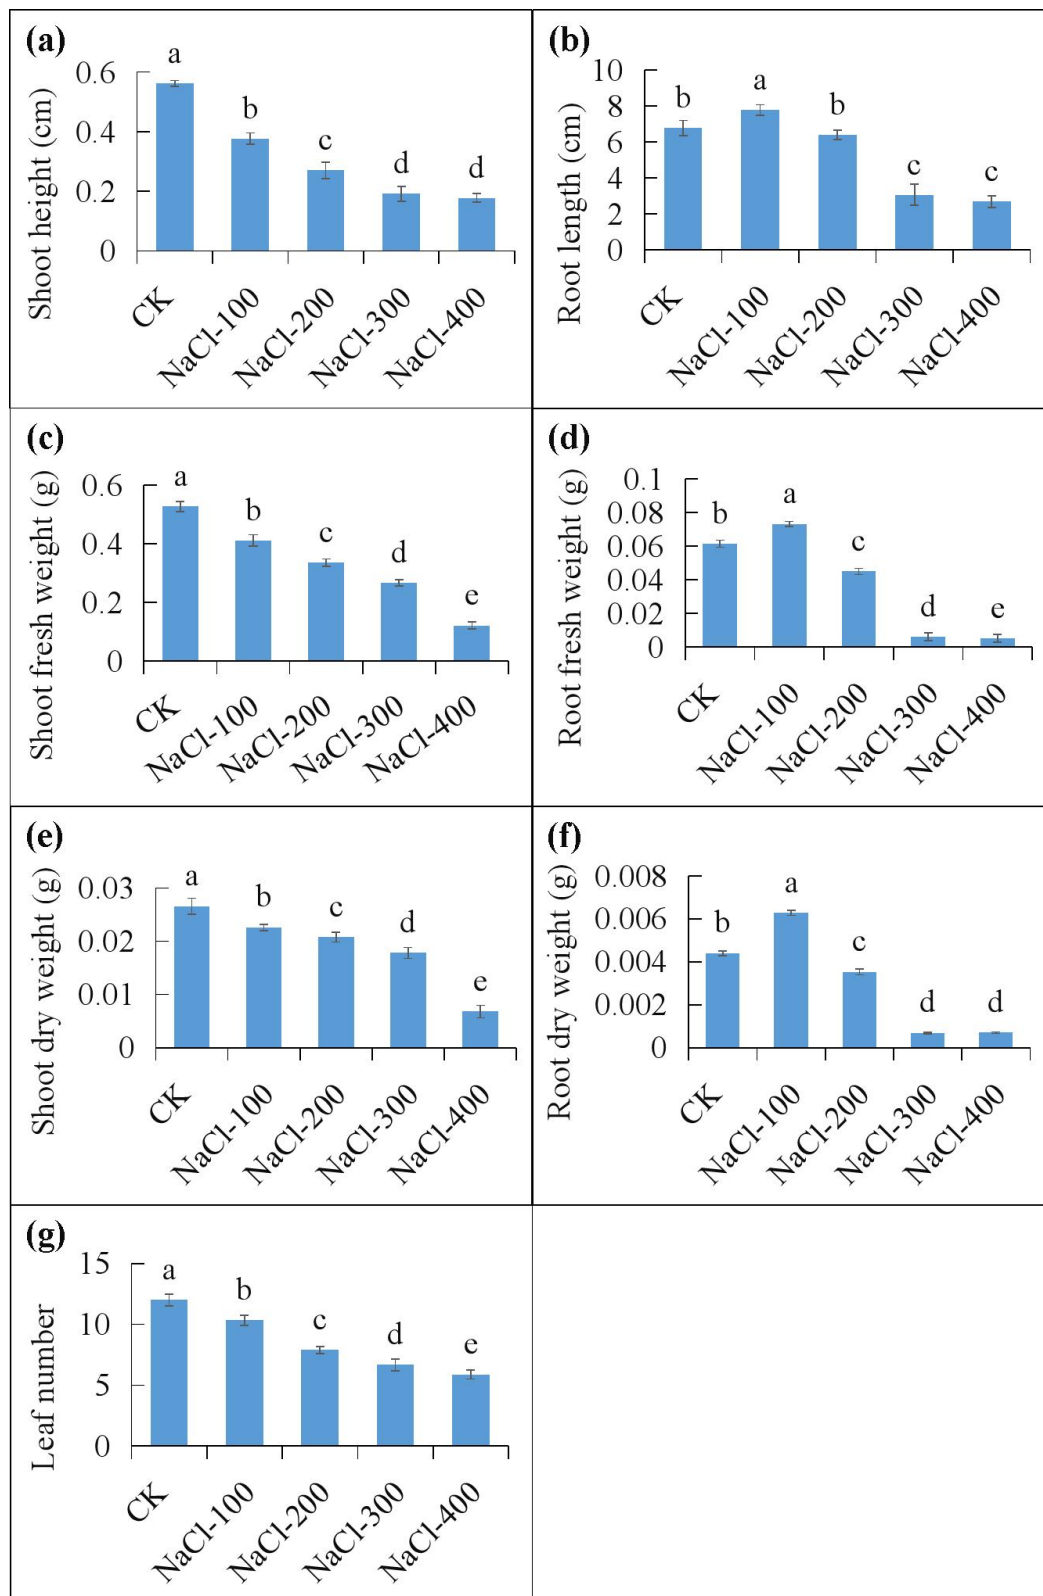 (a)
Shoot height (cm)
0.6
0.4
0.2
0
a
b
c
d
d
CK
NaCl-100
NaCl-200
NaCl-300
NaCl-400
(b)
Root length (cm)
10
8
6
4
2
0
b
a
b
c
c
CK
NaCl-100
NaCl-200
NaCl-300
NaCl-400
(c)
Shoot fresh weight (g)
0.6
0.4
0.2
0
a
b
c
d
e
CK
NaCl-100
NaCl-200
NaCl-300
NaCl-400
(d)
Root fresh weight (g)
0.1
0.08
0.06
0.04
0.02
0
b
a
c
d
e
CK
NaCl-100
NaCl-200
NaCl-300
NaCl-400
(e)
Shoot dry weight (g)
0.03
0.02
0.01
0
a
b
c
d
e
CK
NaCl-100
NaCl-200
NaCl-300
NaCl-400
(f)
Root dry weight (g)
0.008
0.006
0.004
0.002
0
b
a
c
d
d
CK
NaCl-100
NaCl-200
NaCl-300
NaCl-400
(g)
Leaf number
15
10
5
0
a
b
c
d
e
CK
NaCl-100
NaCl-200
NaCl-300
NaCl-400